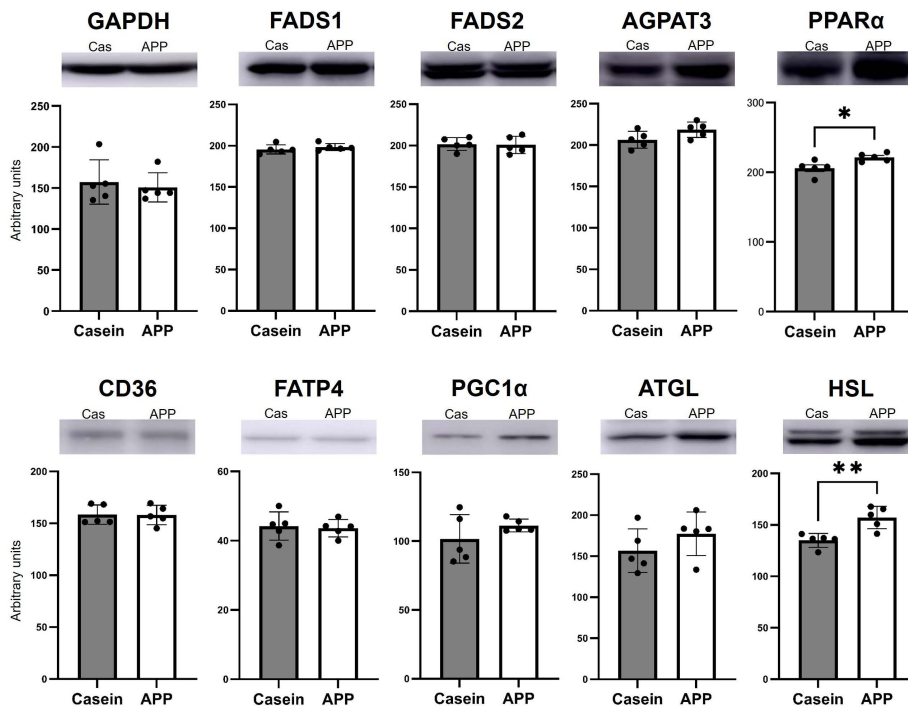 GAPDH FADS1 FADS2 AGPAT3 PPARα
Cas APP Cas APP Cas APP Cas APP Cas APP
Arbitrary units
250 250 250 250 300
200 200 200 200 200
150 150 150 150 100
100 100 100 100 0
50 50 50 50
0 0 0 0
*
Casein APP Casein APP Casein APP Casein APP Casein APP
CD36 FATP4 PGC1α ATGL HSL
Cas APP Cas APP Cas APP Cas APP Cas APP
Arbitrary units
200 60 150 250 200
150 40 100 200 150
100 20 50 150 100
50 0 0 100 50
0 50 0
0
**
Casein APP Casein APP Casein APP Casein APP Casein APP